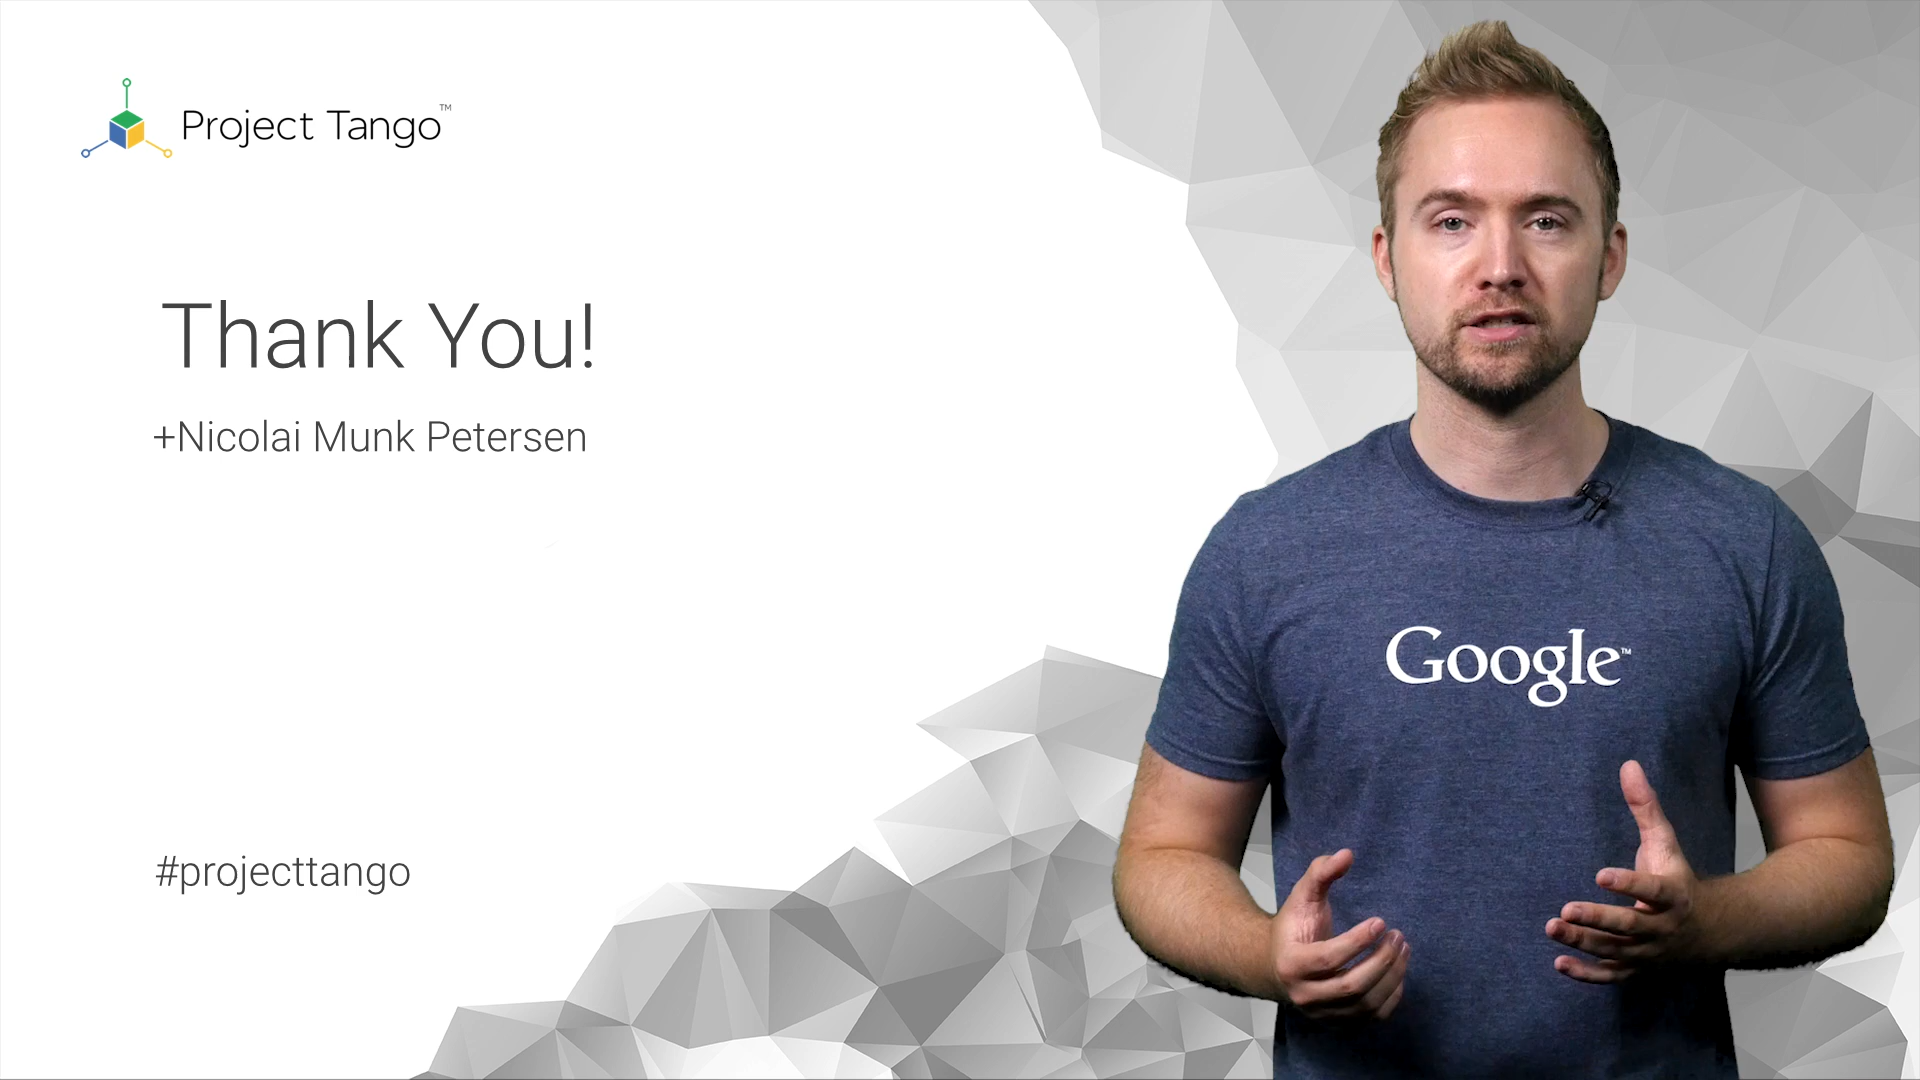 Project Tango™
Thank You!
+Nicolai Munk Petersen
Google™
#projecttango